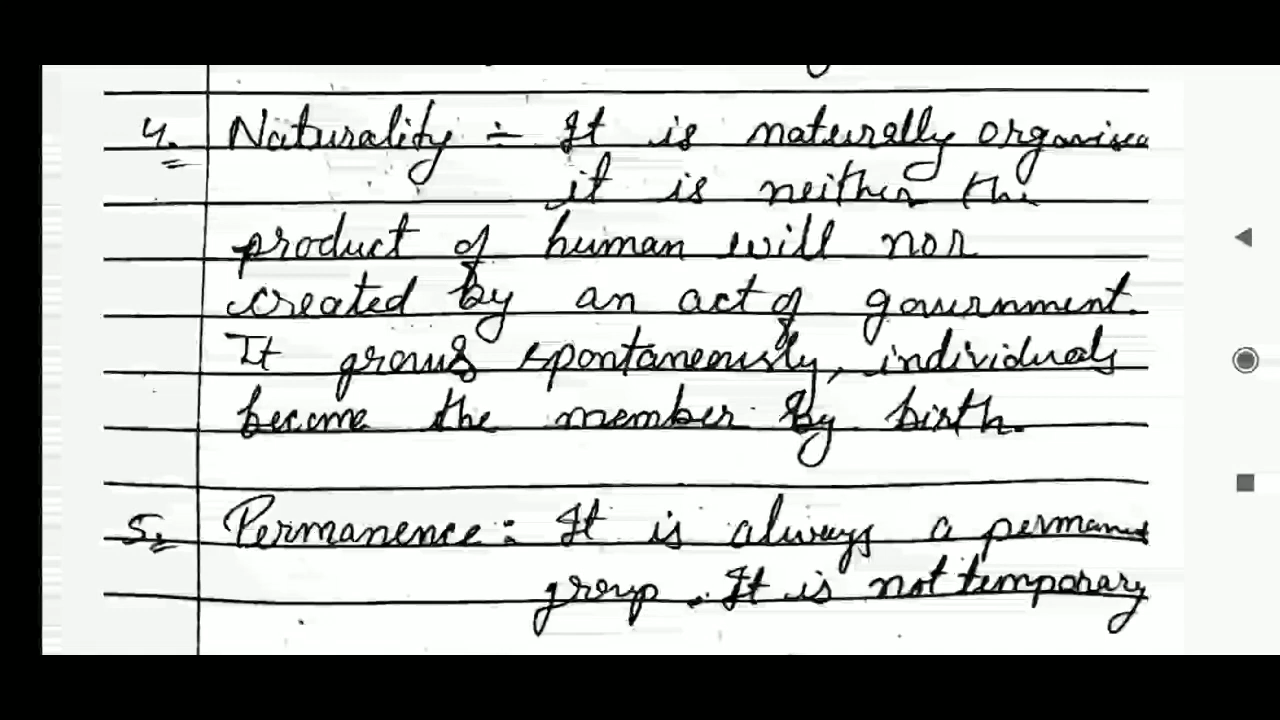 4. Naturality :- It is naturally organised
it is neither the
product of human will nor
created by an act of government.
It grows spontaneously, individuals
become the member by birth.
5. Permanence : It is always a permanent
group. It is not temporary